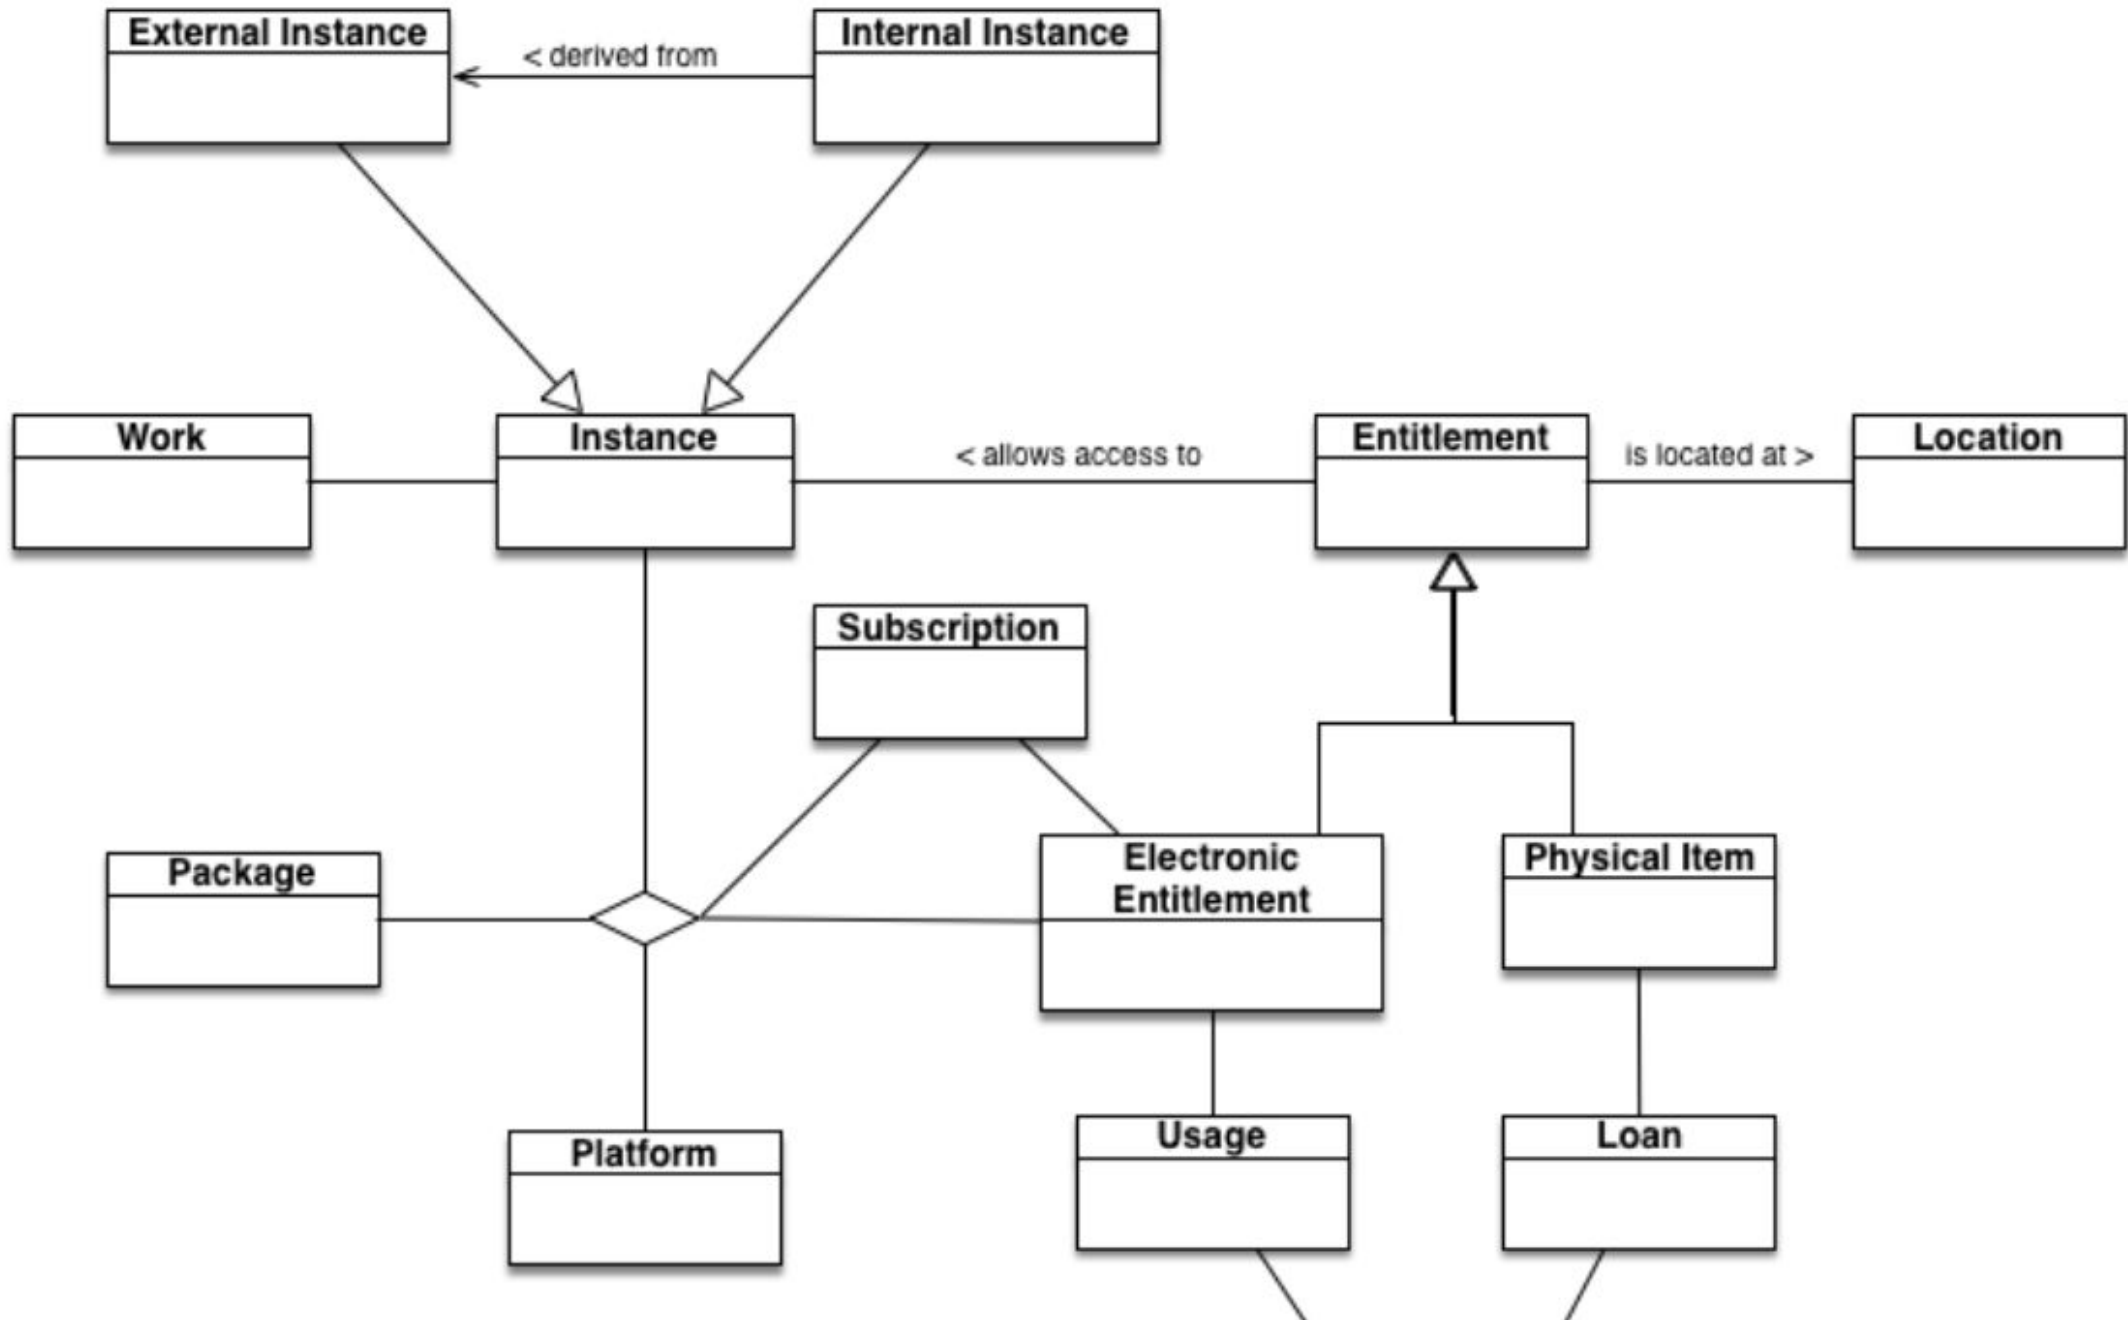 External Instance
< derived from
Internal Instance
Work
Instance
< allows access to
Entitlement
is located at >
Location
Subscription
Package
Electronic
Entitlement
Physical Item
Platform
Usage
Loan